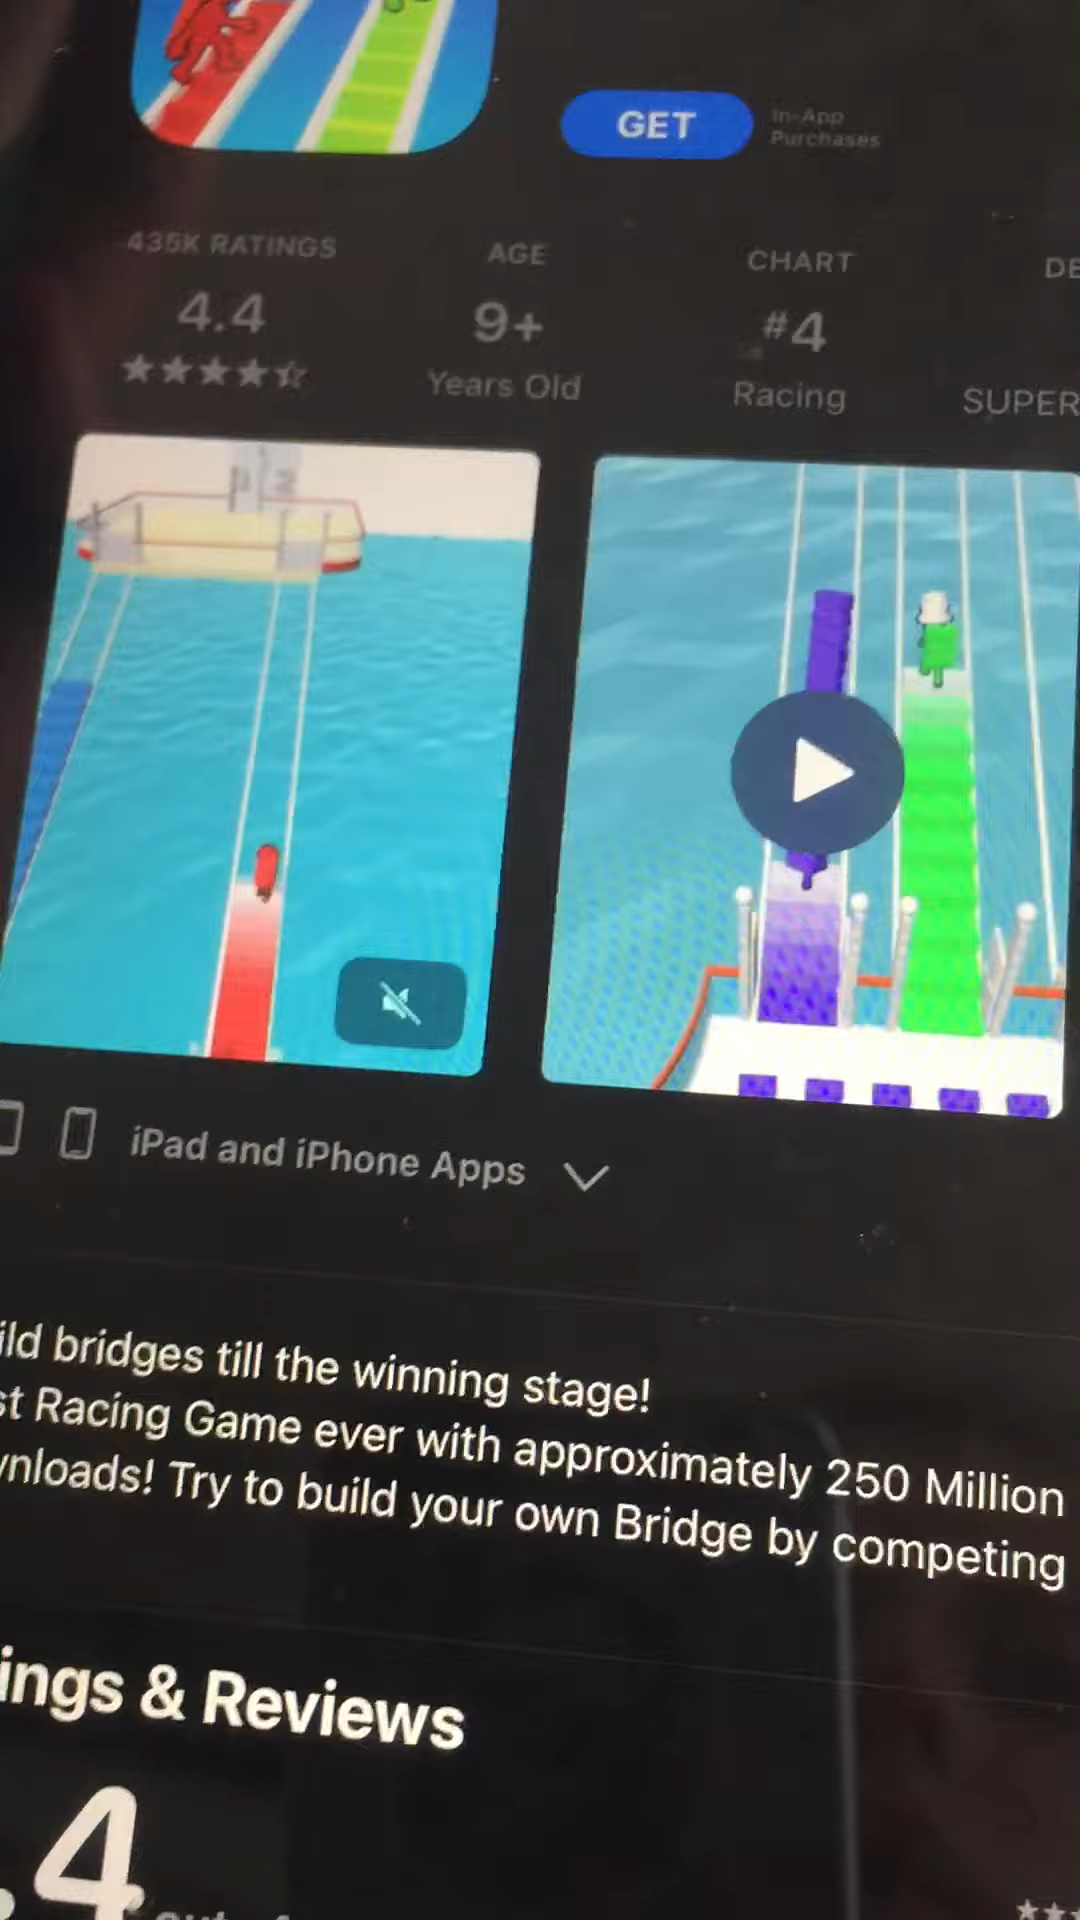 GET
In-App
Purchases
435K RATINGS
AGE
CHART
DE
4.4
9+
#4
Years Old
Racing
SUPER
iPad and iPhone Apps
ild bridges till the winning stage!
st Racing Game ever with approximately 250 Million
wnloads! Try to build your own Bridge by competing
ings & Reviews
.4